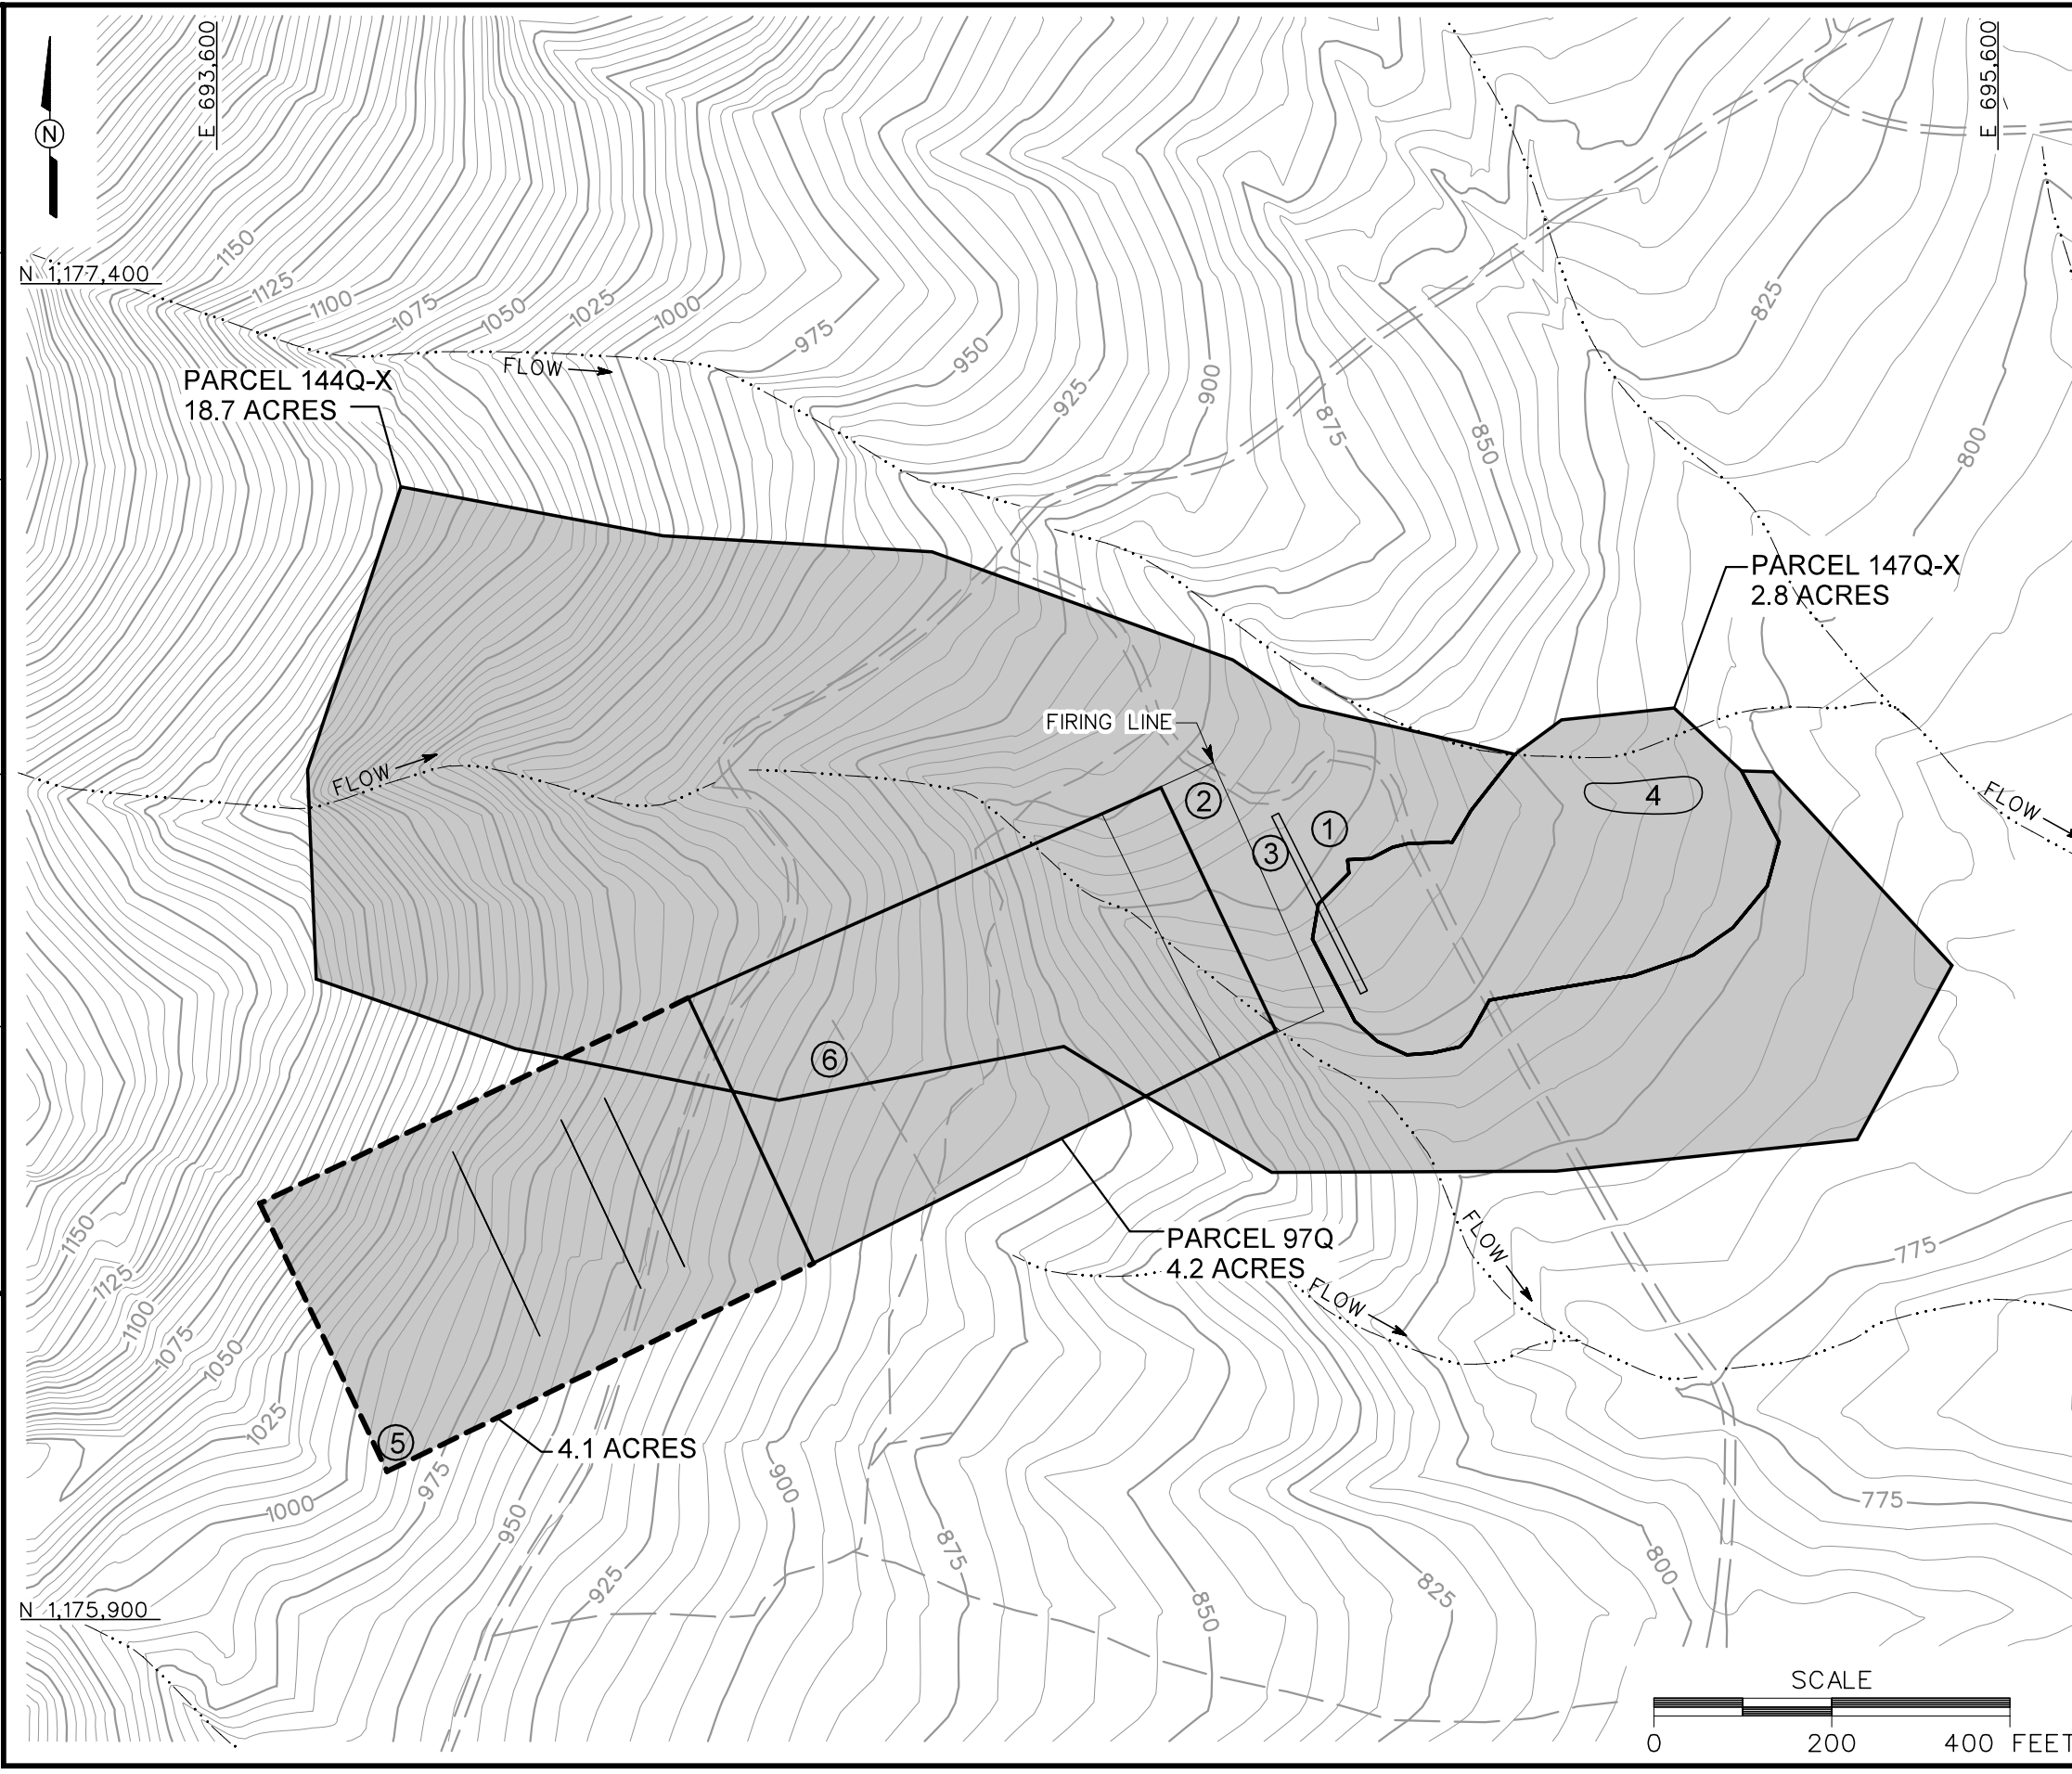 E 693,600
E 695,600
N
N 1,177,400
1150
1125
1100
1075
1050
1025
1000
975
950
925
900
875
850
825
800
FLOW
PARCEL 144Q-X
18.7 ACRES
PARCEL 147Q-X
2.8 ACRES
FIRING LINE
FLOW
2
1
3
4
FLOW
6
PARCEL 97Q
4.2 ACRES
FLOW
FLOW
775
1150
1125
1100
1075
1050
1025
1000
975
950
925
900
875
850
825
800
775
5
4.1 ACRES
N 1,175,900
SCALE
0 200 400 FEET